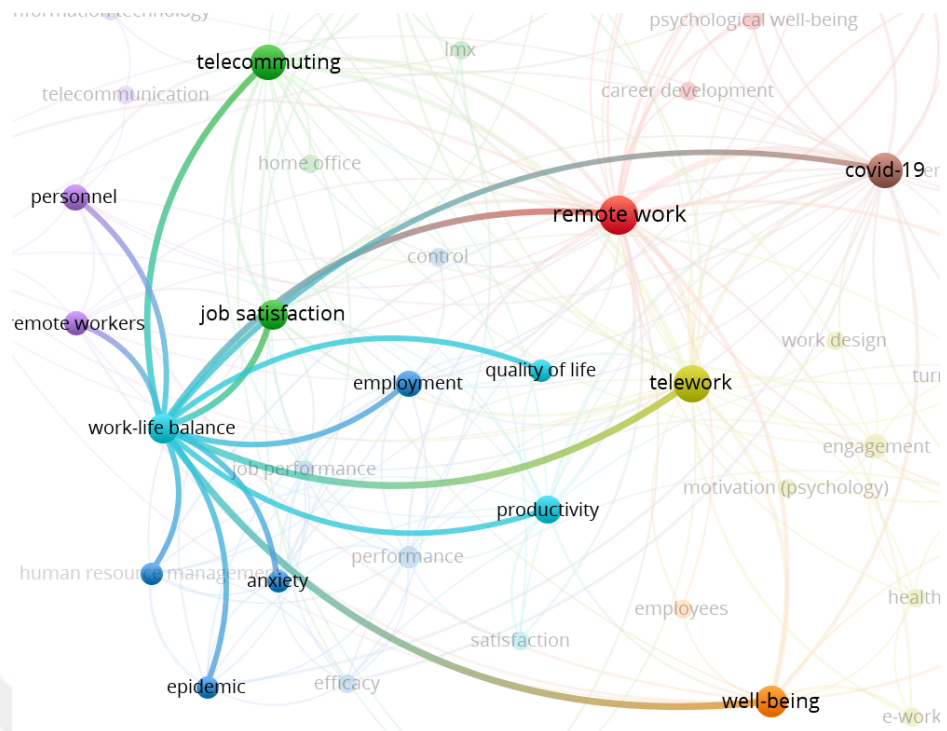 information technology
psychological well-being
lmx
telecommuting
telecommunication
career development
home office
covid-19
personnel
remote work
control
job satisfaction
emote workers
work design
quality of life
employment
telework
turn
work-life balance
engagement
job performance
motivation (psychology)
productivity
performance
human resource management
anxiety
health
employees
satisfaction
epidemic
efficacy
well-being
e-work